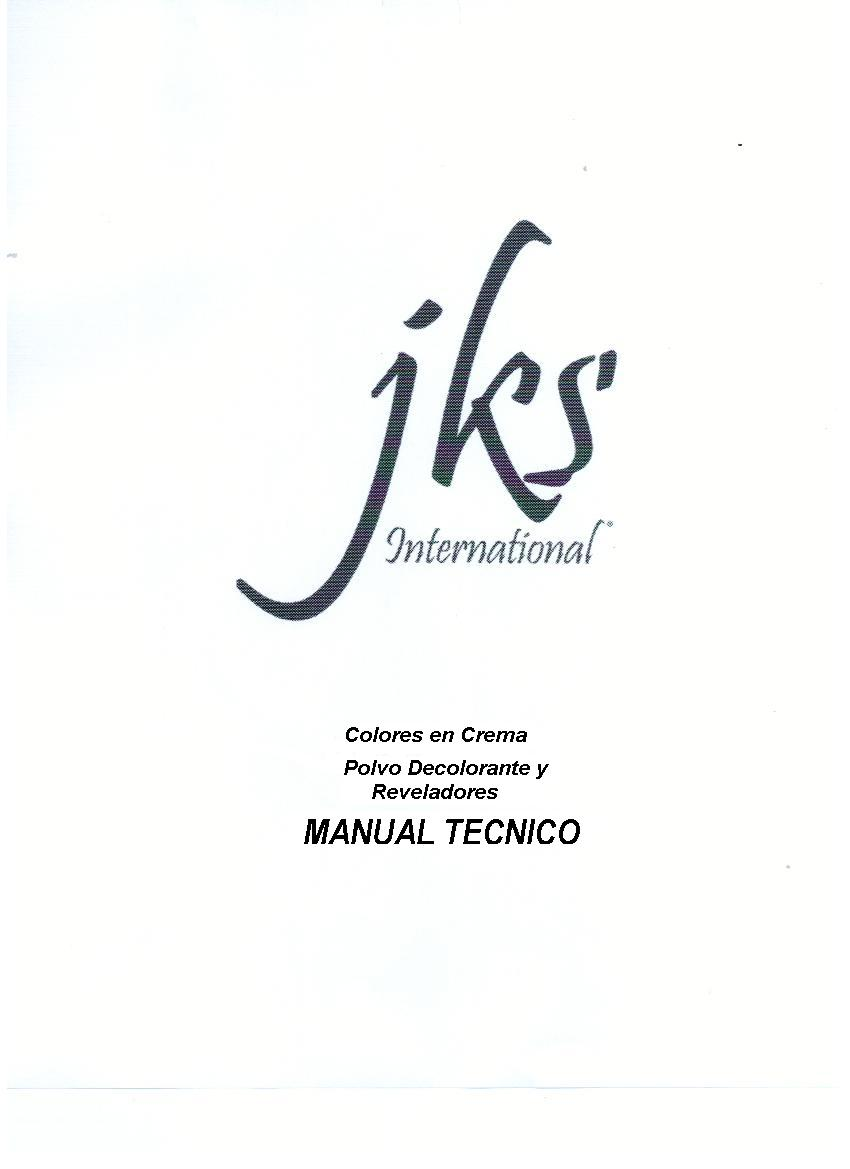 jks
International®
Colores en Crema
Polvo Decolorante y
Reveladores
MANUAL TECNICO